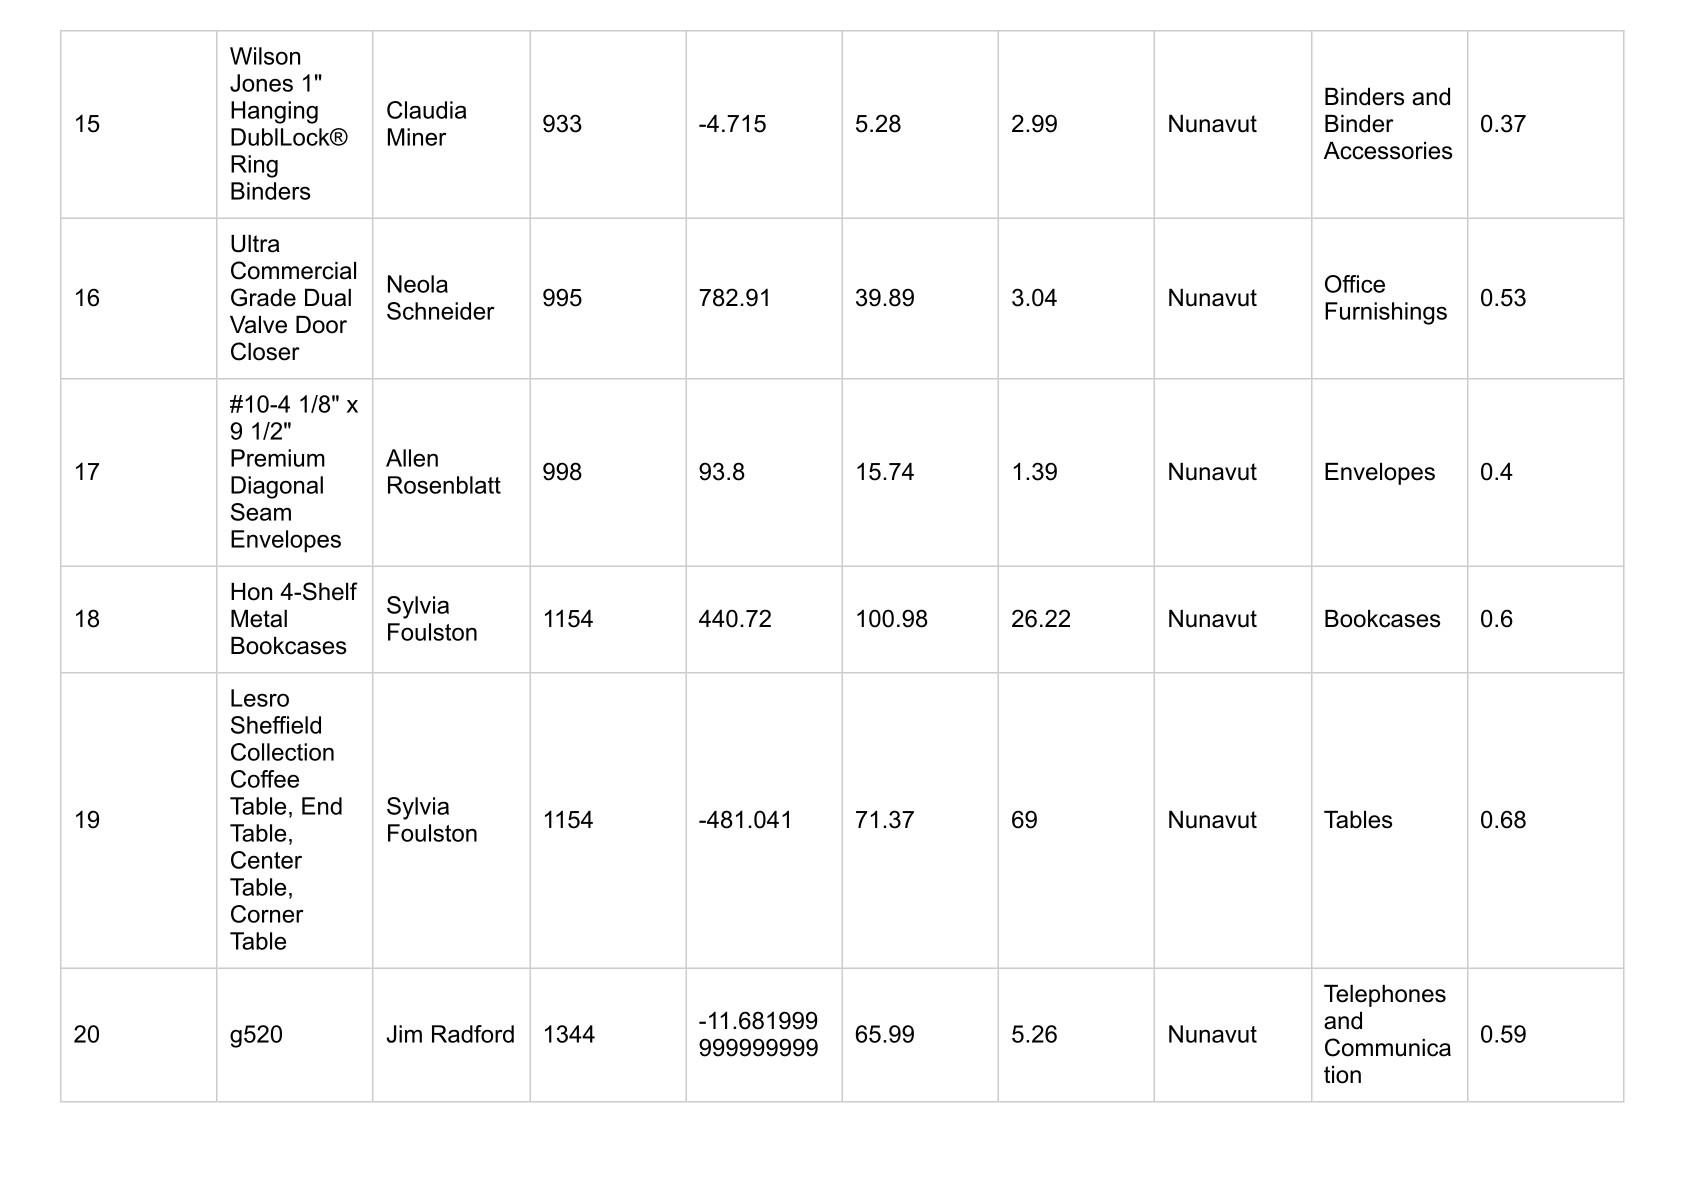 15
Wilson
Jones 1"
Hanging
DublLock®
Ring
Binders
Claudia
Miner
933
-4.715
5.28
2.99
Nunavut
Binders and
Binder
Accessories
0.37
16
Ultra
Commercial
Grade Dual
Valve Door
Closer
Neola
Schneider
995
782.91
39.89
3.04
Nunavut
Office
Furnishings
0.53
17
#10-4 1/8" x
9 1/2"
Premium
Diagonal
Seam
Envelopes
Allen
Rosenblatt
998
93.8
15.74
1.39
Nunavut
Envelopes
0.4
18
Hon 4-Shelf
Metal
Bookcases
Sylvia
Foulston
1154
440.72
100.98
26.22
Nunavut
Bookcases
0.6
19
Lesro
Sheffield
Collection
Coffee
Table, End
Table,
Center
Table,
Corner
Table
Sylvia
Foulston
1154
-481.041
71.37
69
Nunavut
Tables
0.68
20
g520
Jim Radford
1344
-11.681999
999999999
65.99
5.26
Nunavut
Telephones
and
Communica
tion
0.59